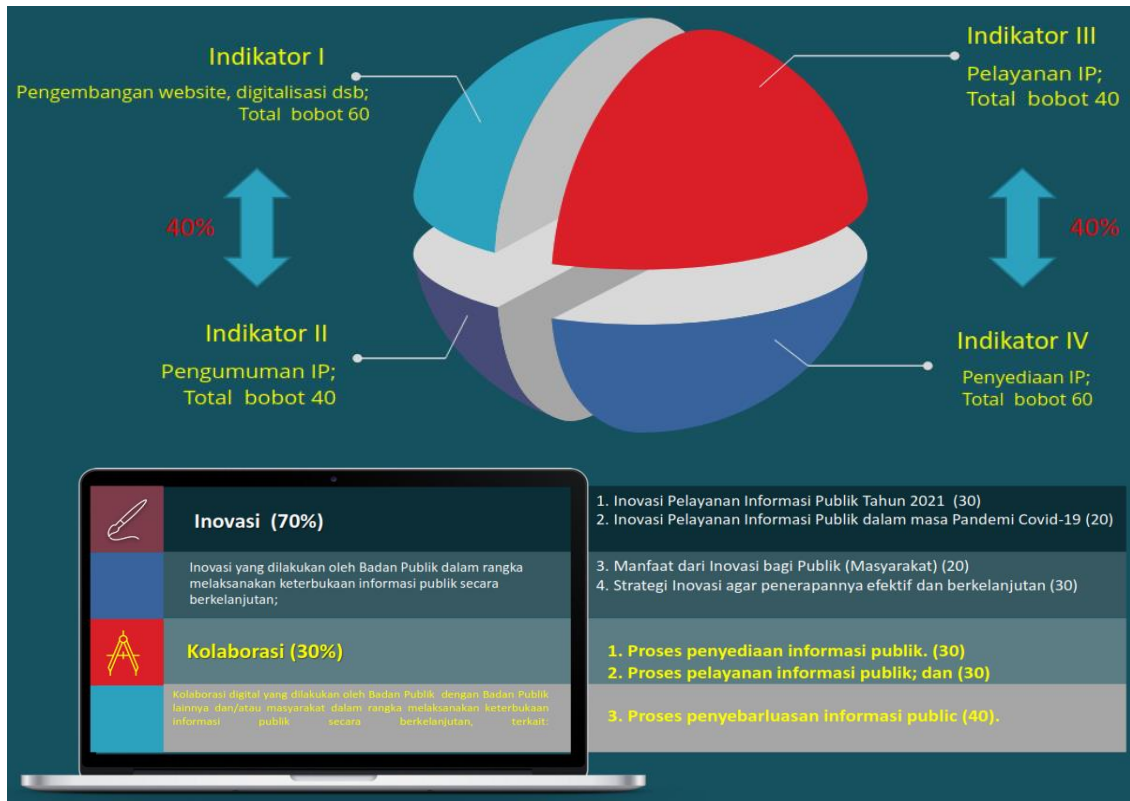 Indikator I
Pengembangan website, digitalisasi dsb;
Total bobot 60
40%
Indikator II
Pengumuman IP;
Total bobot 40
Indikator III
Pelayanan IP;
Total bobot 40
40%
Indikator IV
Penyediaan IP;
Total bobot 60
Inovasi (70%)
Inovasi yang dilakukan oleh Badan Publik dalam rangka
melaksanakan keterbukaan informasi publik secara
berkelanjutan;
1. Inovasi Pelayanan Informasi Publik Tahun 2021 (30)
2. Inovasi Pelayanan Informasi Publik dalam masa Pandemi Covid-19 (20)
3. Manfaat dari Inovasi bagi Publik (Masyarakat) (20)
4. Strategi Inovasi agar penerapannya efektif dan berkelanjutan (30)
Kolaborasi (30%)
Kolaborasi digital yang dilakukan oleh Badan Publik dengan Badan Publik
lainnya dan/atau masyarakat dalam rangka melaksanakan keterbukaan
informasi publik secara berkelanjutan, terkait:
1. Proses penyediaan informasi publik. (30)
2. Proses pelayanan informasi publik; dan (30)
3. Proses penyebarluasan informasi public (40).